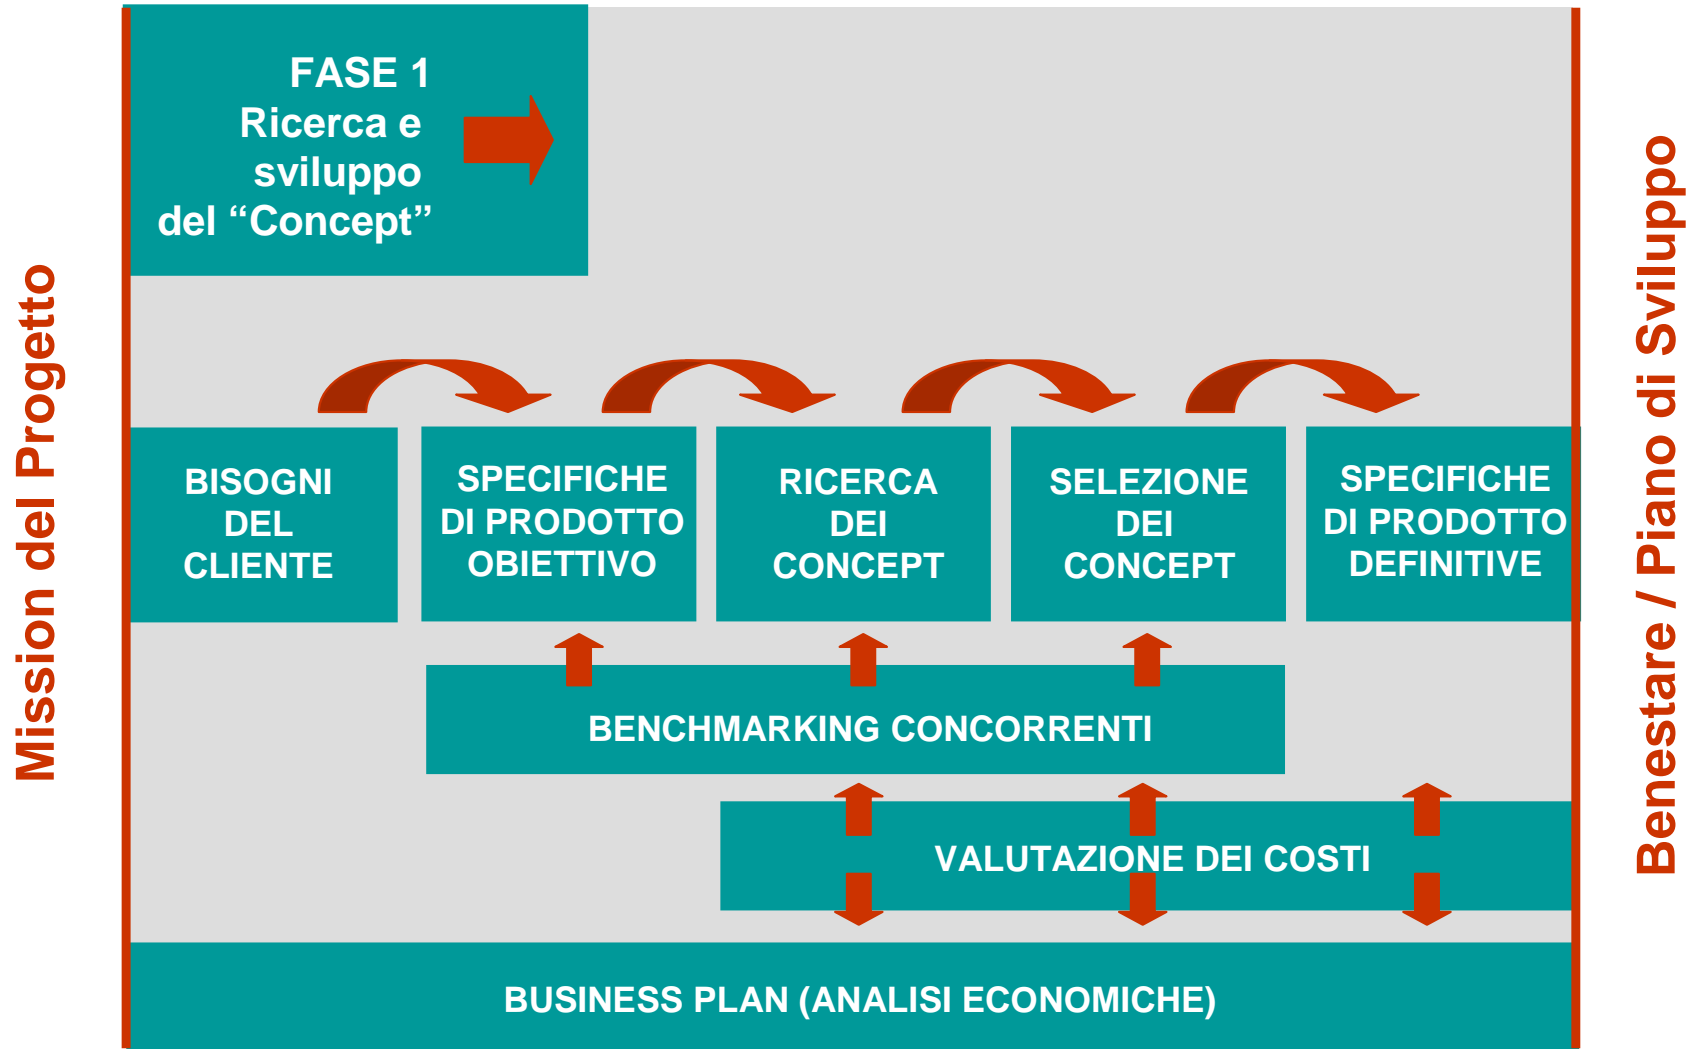 FASE 1
Ricerca e
sviluppo
del “Concept”
Mission del Progetto
Benestare / Piano di Sviluppo
BISOGNI
DEL
CLIENTE
SPECIFICHE
DI PRODOTTO
OBIETTIVO
RICERCA
DEI
CONCEPT
SELEZIONE
DEI
CONCEPT
SPECIFICHE
DI PRODOTTO
DEFINITIVE
BENCHMARKING CONCORRENTI
VALUTAZIONE DEI COSTI
BUSINESS PLAN (ANALISI ECONOMICHE)